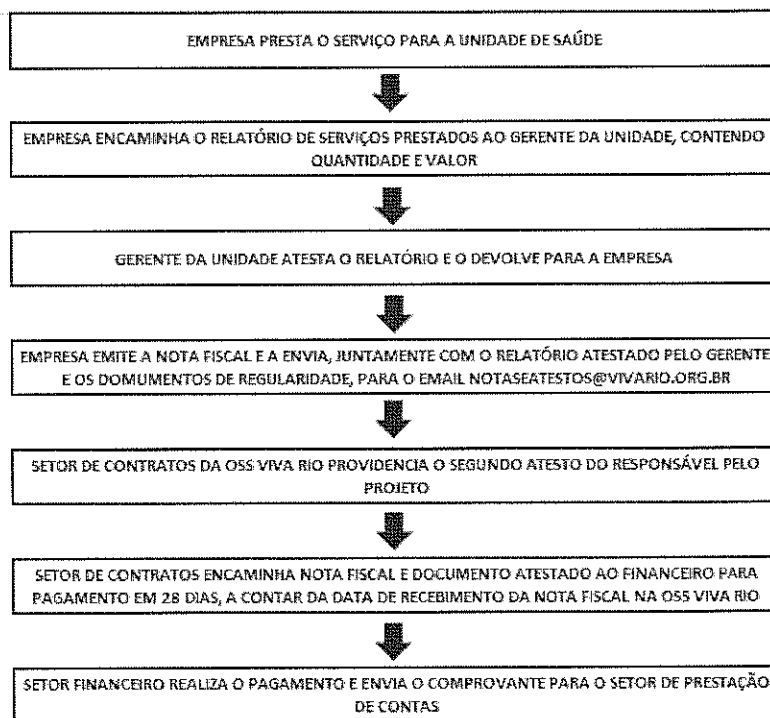 EMPRESA PRESTA O SERVIÇO PARA A UNIDADE DE SAÚDE
EMPRESA ENCAMINHA O RELATÓRIO DE SERVIÇOS PRESTADOS AO GERENTE DA UNIDADE, CONTENDO
QUANTIDADE E VALOR
GERENTE DA UNIDADE ATESTA O RELATÓRIO E O DEVOLVE PARA A EMPRESA
EMPRESA EMITE A NOTA FISCAL E A ENVIA, JUNTAMENTE COM O RELATÓRIO ATESTADO PELO GERENTE
E OS DOMUMENTOS DE REGULARIDADE, PARA O EMAIL NOTASEATESTOS@VIVARIO.ORG.BR
SETOR DE CONTRATOS DA OSS VIVA RIO PROVIDENCIA O SEGUNDO ATESTO DO RESPONSÁVEL PELO
PROJETO
SETOR DE CONTRATOS ENCAMINHA NOTA FISCAL E DOCUMENTO ATESTADO AO FINANCEIRO PARA
PAGAMENTO EM 28 DIAS, A CONTAR DA DATA DE RECEBIMENTO DA NOTA FISCAL NA OSS VIVA RIO
SETOR FINANCEIRO REALIZA O PAGAMENTO E ENVIA O COMPROVANTE PARA O SETOR DE PRESTAÇÃO
DE CONTAS